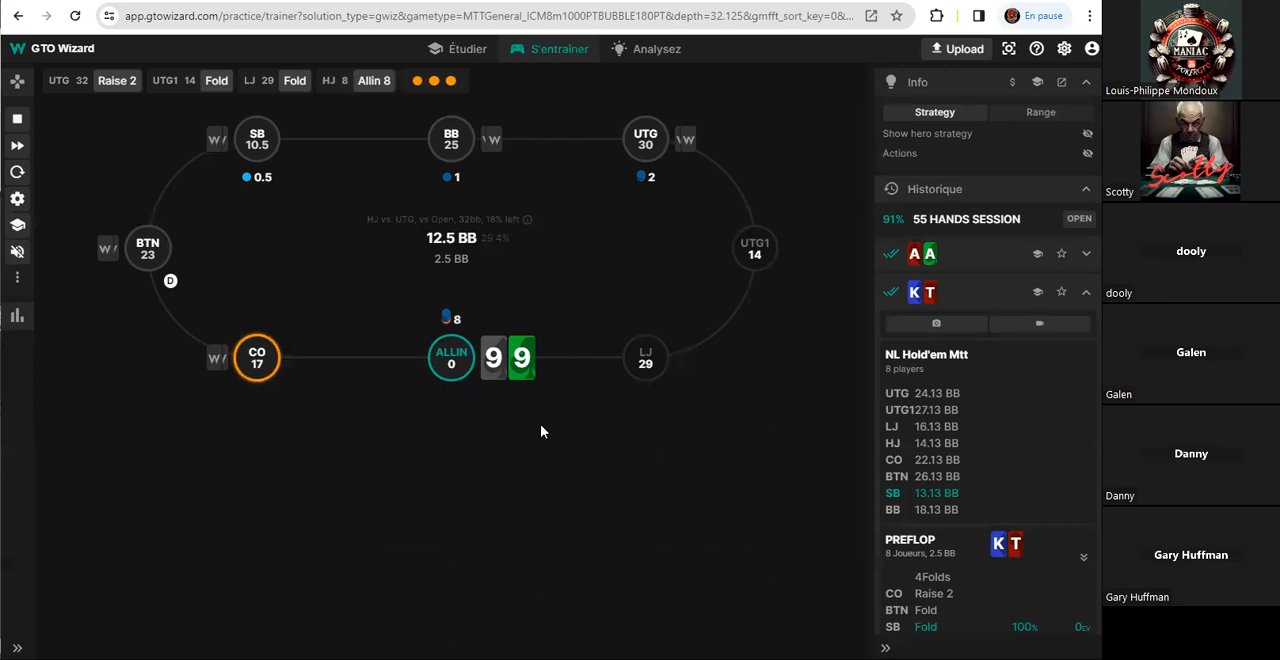 app.gtowizard.com/practice/trainer?solution_type=gwiz&gametype=MTTGeneral_ICM8m1000PTBUBBLE180PT&depth=32.125&gmfft_sort_key=0&...
En pause
GTO Wizard
Étudier
S'entraîner
Analysez
Upload
UTG 32 Raise 2
UTG1 14 Fold
LJ 29 Fold
HJ 8 Allin 8
SB
10.5
0.5
BB
25
1
UTG
30
2
BTN
23
D
HJ vs. UTG, vs Open, 32bb, 18% left
12.5 BB 29.4%
2.5 BB
UTG1
14
CO
17
8
ALLIN
0
9 9
LJ
29
Info
$
Strategy
Range
Show hero strategy
Actions
Historique
91% 55 HANDS SESSION OPEN
A A
K T
NL Hold'em Mtt
8 players
UTG 24.13 BB
UTG1 27.13 BB
LJ 16.13 BB
HJ 14.13 BB
CO 22.13 BB
BTN 26.13 BB
SB 13.13 BB
BB 18.13 BB
PREFLOP
8 Joueurs, 2.5 BB
K T
4Folds
CO Raise 2
BTN Fold
SB Fold 100% 0EV
MANIAC
POKERGTO
Louis-Philippe Mondoux
Scotty
Scotty
dooly
dooly
Galen
Galen
Danny
Danny
Gary Huffman
Gary Huffman